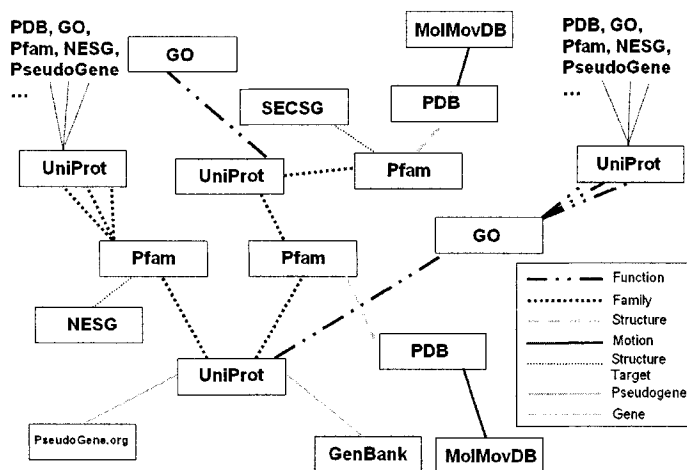 PDB, GO,
Pfam, NESG,
PseudoGene
...
GO
MolMovDB
PDB, GO,
Pfam, NESG,
PseudoGene
...
SECSG
PDB
UniProt
UniProt
Pfam
UniProt
GO
Pfam
Pfam
NESG
PDB
UniProt
PseudoGene.org
GenBank
MolMovDB
Function
Family
Structure
Motion
Structure
Target
Pseudogene
Gene